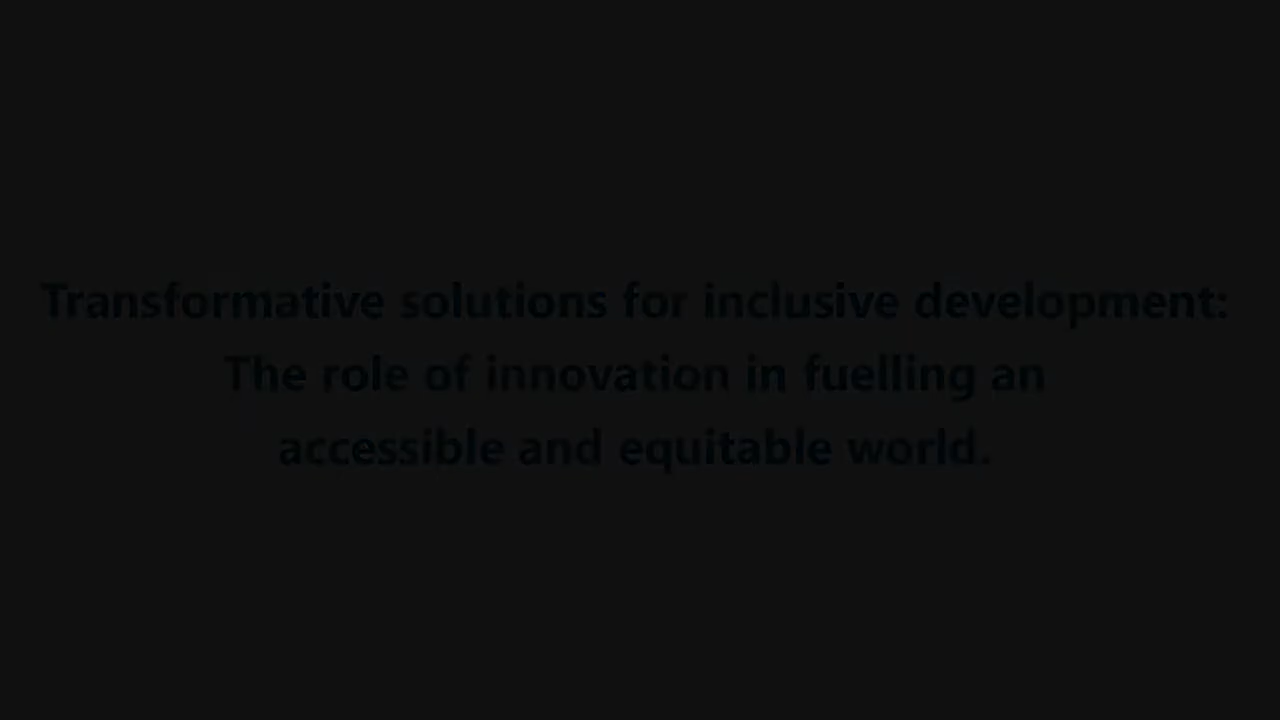 Transformative solutions for inclusive development:
The role of innovation in fuelling an
accessible and equitable world.